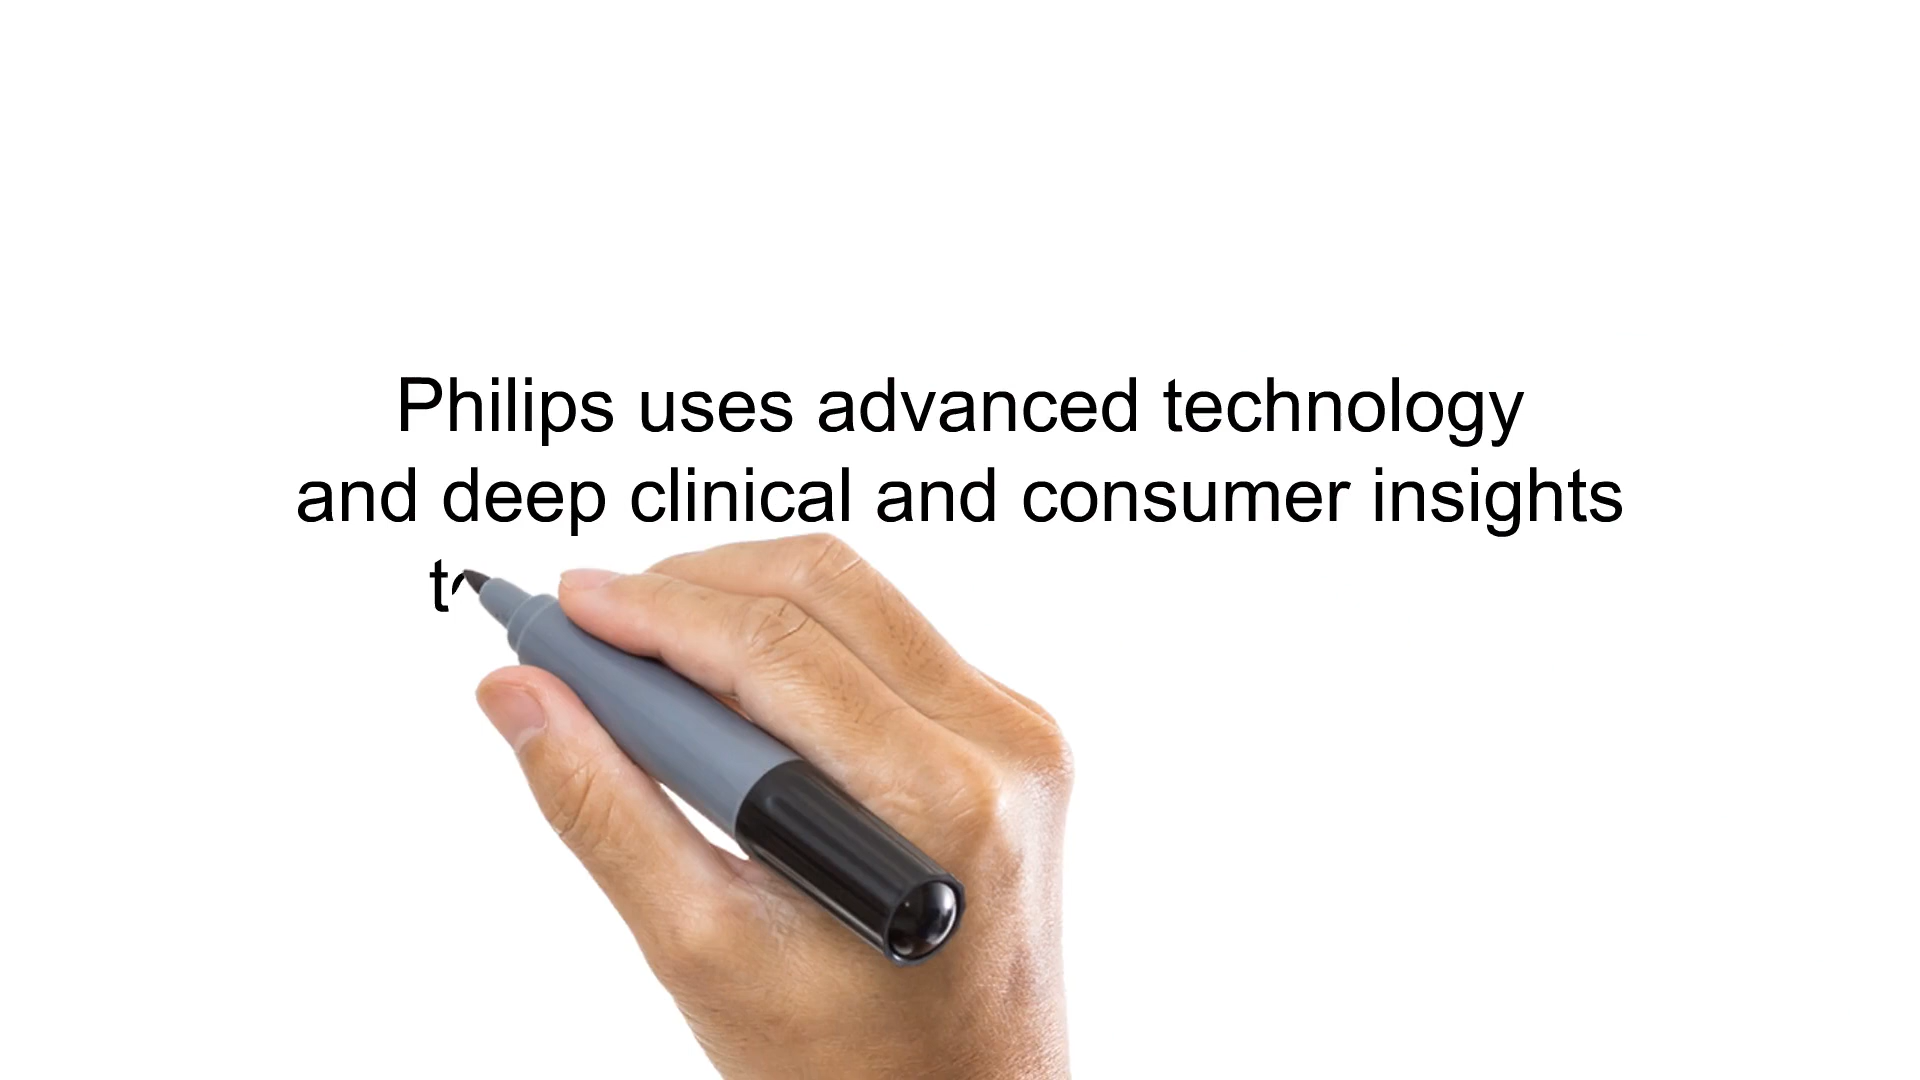 Philips uses advanced technology
and deep clinical and consumer insights